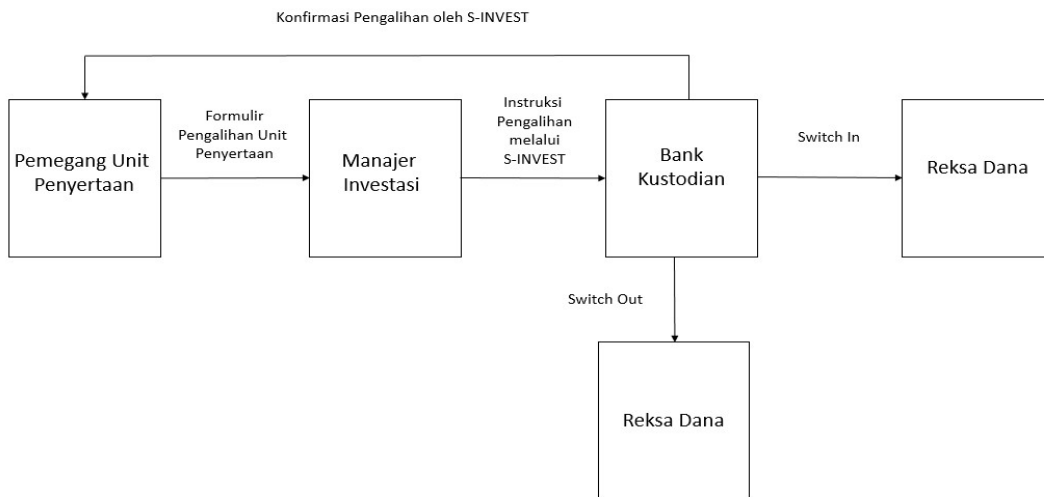 Konfirmasi Pengalihan oleh S-INVEST
Pemegang Unit
Penyertaan
Formulir
Pengalihan Unit
Penyertaan
Manajer
Investasi
Instruksi
Pengalihan
melalui
S-INVEST
Bank
Kustodian
Switch In
Reksa Dana
Switch Out
Reksa Dana